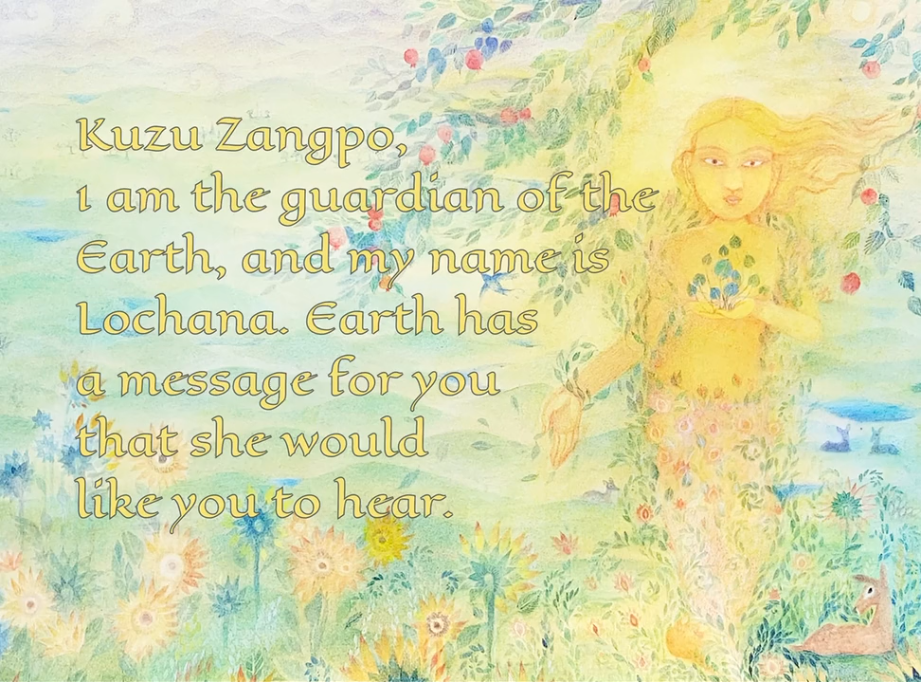 Kuzu Zangpo,
I am the guardian of the
Earth, and my name is
Lochana. Earth has
a message for you
that she would
like you to hear.